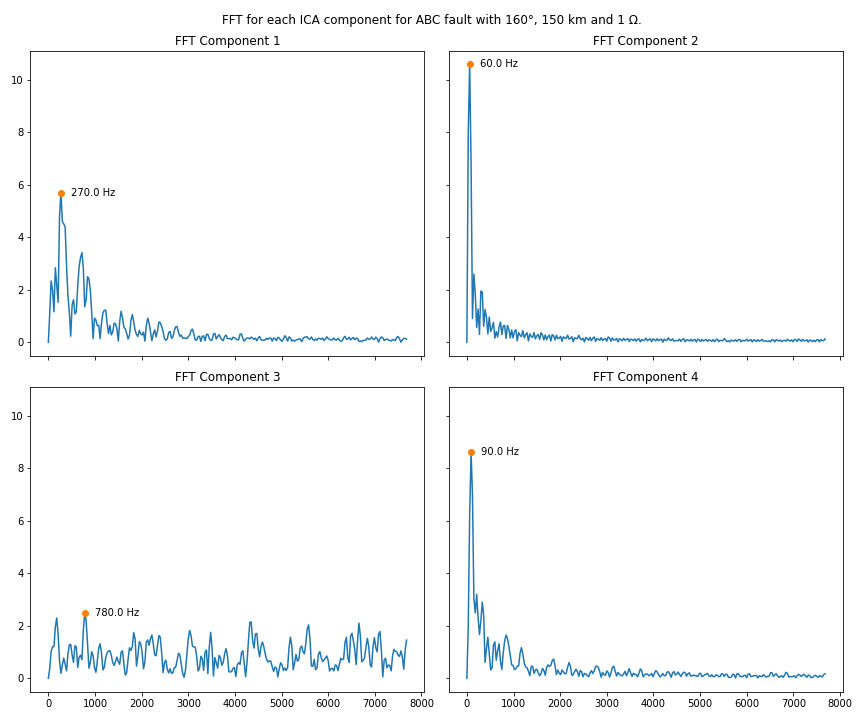 FFT for each ICA component for ABC fault with 160°, 150 km and 1 Ω.
FFT Component 1
FFT Component 2
10
8
6
4
2
0
270.0 Hz
60.0 Hz
FFT Component 3
FFT Component 4
10
8
6
4
2
0
780.0 Hz
90.0 Hz
0 1000 2000 3000 4000 5000 6000 7000 8000
0 1000 2000 3000 4000 5000 6000 7000 8000